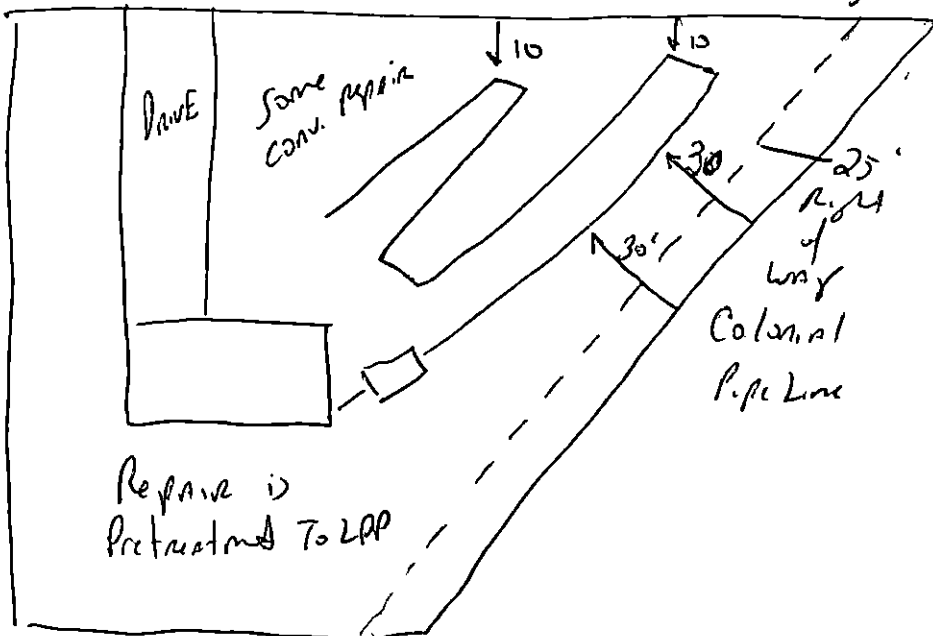 10
10
DRIVE
Some
conv. repair
30
25'
Right
of
way
30'
Colonial
Pipe Line
Repair is
Pretreatment To LPP